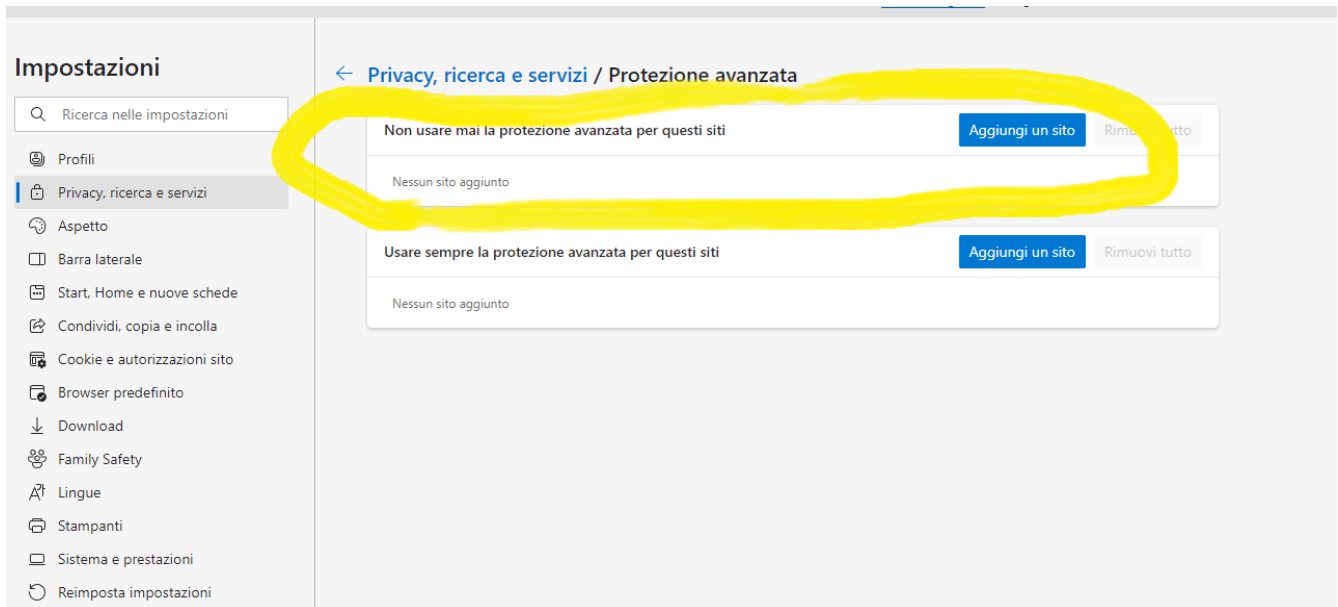 Impostazioni
Ricerca nelle impostazioni
Profili
Privacy, ricerca e servizi
Aspetto
Barra laterale
Start, Home e nuove schede
Condividi, copia e incolla
Cookie e autorizzazioni sito
Browser predefinito
Download
Family Safety
Lingue
Stampanti
Sistema e prestazioni
Reimposta impostazioni
Privacy, ricerca e servizi / Protezione avanzata
Non usare mai la protezione avanzata per questi siti Aggiungi un sito Rimuovi tutto
Nessun sito aggiunto
Usare sempre la protezione avanzata per questi siti Aggiungi un sito Rimuovi tutto
Nessun sito aggiunto